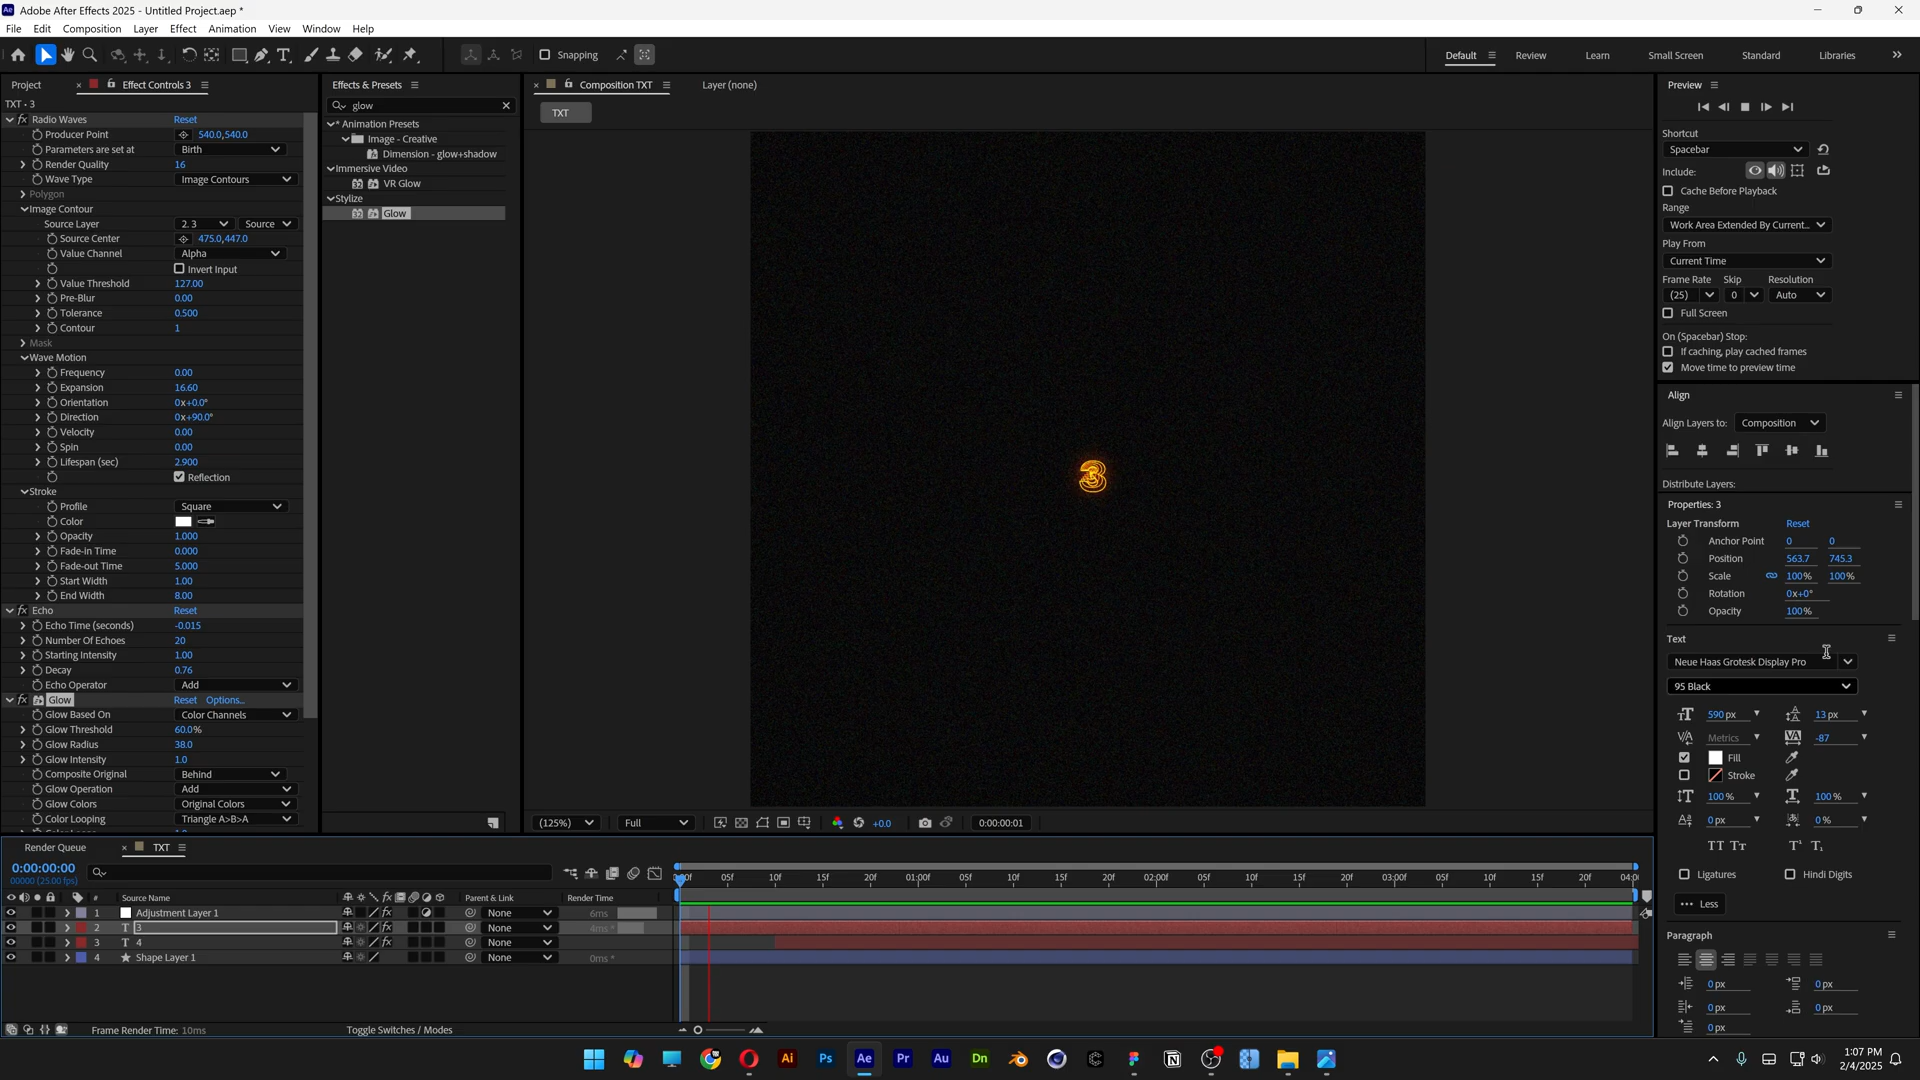 Adobe After Effects 2025 - Untitled Project.aep *
File Edit Composition Layer Effect Animation View Window Help
Snapping
Default Review Learn Small Screen Standard Libraries
Project Effect Controls 3
TXT • 3
Radio Waves Reset
Producer Point 540.0,540.0
Parameters are set at Birth
Render Quality 16
Wave Type Image Contours
Polygon
Image Contour
Source Layer 2. 3 Source
Source Center 475.0,447.0
Value Channel Alpha
Invert Input
Value Threshold 127.00
Pre-Blur 0.00
Tolerance 0.500
Contour 1
Mask
Wave Motion
Frequency 0.00
Expansion 16.60
Orientation 0x+0.0°
Direction 0x+90.0°
Velocity 0.00
Spin 0.00
Lifespan (sec) 2.900
Reflection
Stroke
Profile Square
Color
Opacity 1.000
Fade-in Time 0.000
Fade-out Time 5.000
Start Width 1.00
End Width 8.00
Echo Reset
Echo Time (seconds) -0.015
Number Of Echoes 20
Starting Intensity 1.00
Decay 0.76
Echo Operator Add
Glow Reset Options...
Glow Based On Color Channels
Glow Threshold 60.0%
Glow Radius 38.0
Glow Intensity 1.0
Composite Original Behind
Glow Operation Add
Glow Colors Original Colors
Color Looping Triangle A>B>A
Effects & Presets
glow
* Animation Presets
Image - Creative
Dimension - glow+shadow
Immersive Video
VR Glow
Stylize
Glow
Composition TXT Layer (none)
TXT
3
(125%) Full +0.0 0:00:00:01
Preview
Shortcut
Spacebar
Include:
Cache Before Playback
Range
Work Area Extended By Current...
Play From
Current Time
Frame Rate Skip Resolution
(25) 0 Auto
Full Screen
On (Spacebar) Stop:
If caching, play cached frames
Move time to preview time
Align
Align Layers to: Composition
Distribute Layers:
Properties: 3
Layer Transform Reset
Anchor Point 0 0
Position 563.7 745.3
Scale 100% 100%
Rotation 0x+0°
Opacity 100%
Text
Neue Haas Grotesk Display Pro
95 Black
590 px 13 px
Metrics -87
Fill
Stroke
100 % 100 %
0 px 0 %
Ligatures Hindi Digits
Less
Paragraph
0 px 0 px
0 px 0 px
0 px
Render Queue TXT
0:00:00:00
00000 (25.00 fps)
05f 10f 15f 20f 01:00f 05f 10f 15f 20f 02:00f 05f 10f 15f 20f 03:00f 05f 10f 15f 20f 04:0
# Source Name Parent & Link Render Time
1 Adjustment Layer 1 None 6ms
2 T 3 None 4ms *
3 T 4 None
4 Shape Layer 1 None 0ms *
Frame Render Time: 10ms Toggle Switches / Modes
Ai Ps Ae Pr Au Dn
1:07 PM
2/4/2025